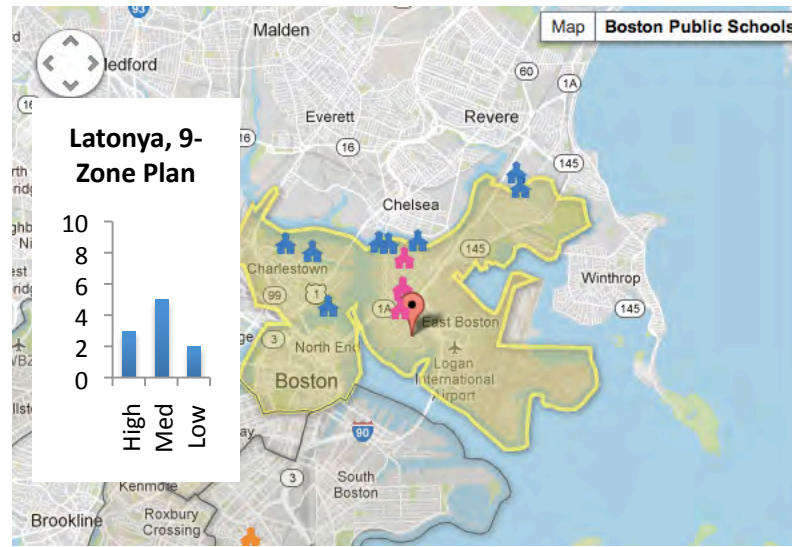 Malden
Map Boston Public Schools
93
60
Medford
1A
16
Everett
Revere
16
16
145
Latonya, 9-
Zone Plan
Chelsea
10
8
6
4
2
0
High
Med
Low
145
Charlestown
Winthrop
99
1
1A
145
East Boston
3
North End
Logan
International
Airport
Boston
90
3
South
Boston
Kenmore
Roxbury
Crossing
Brookline